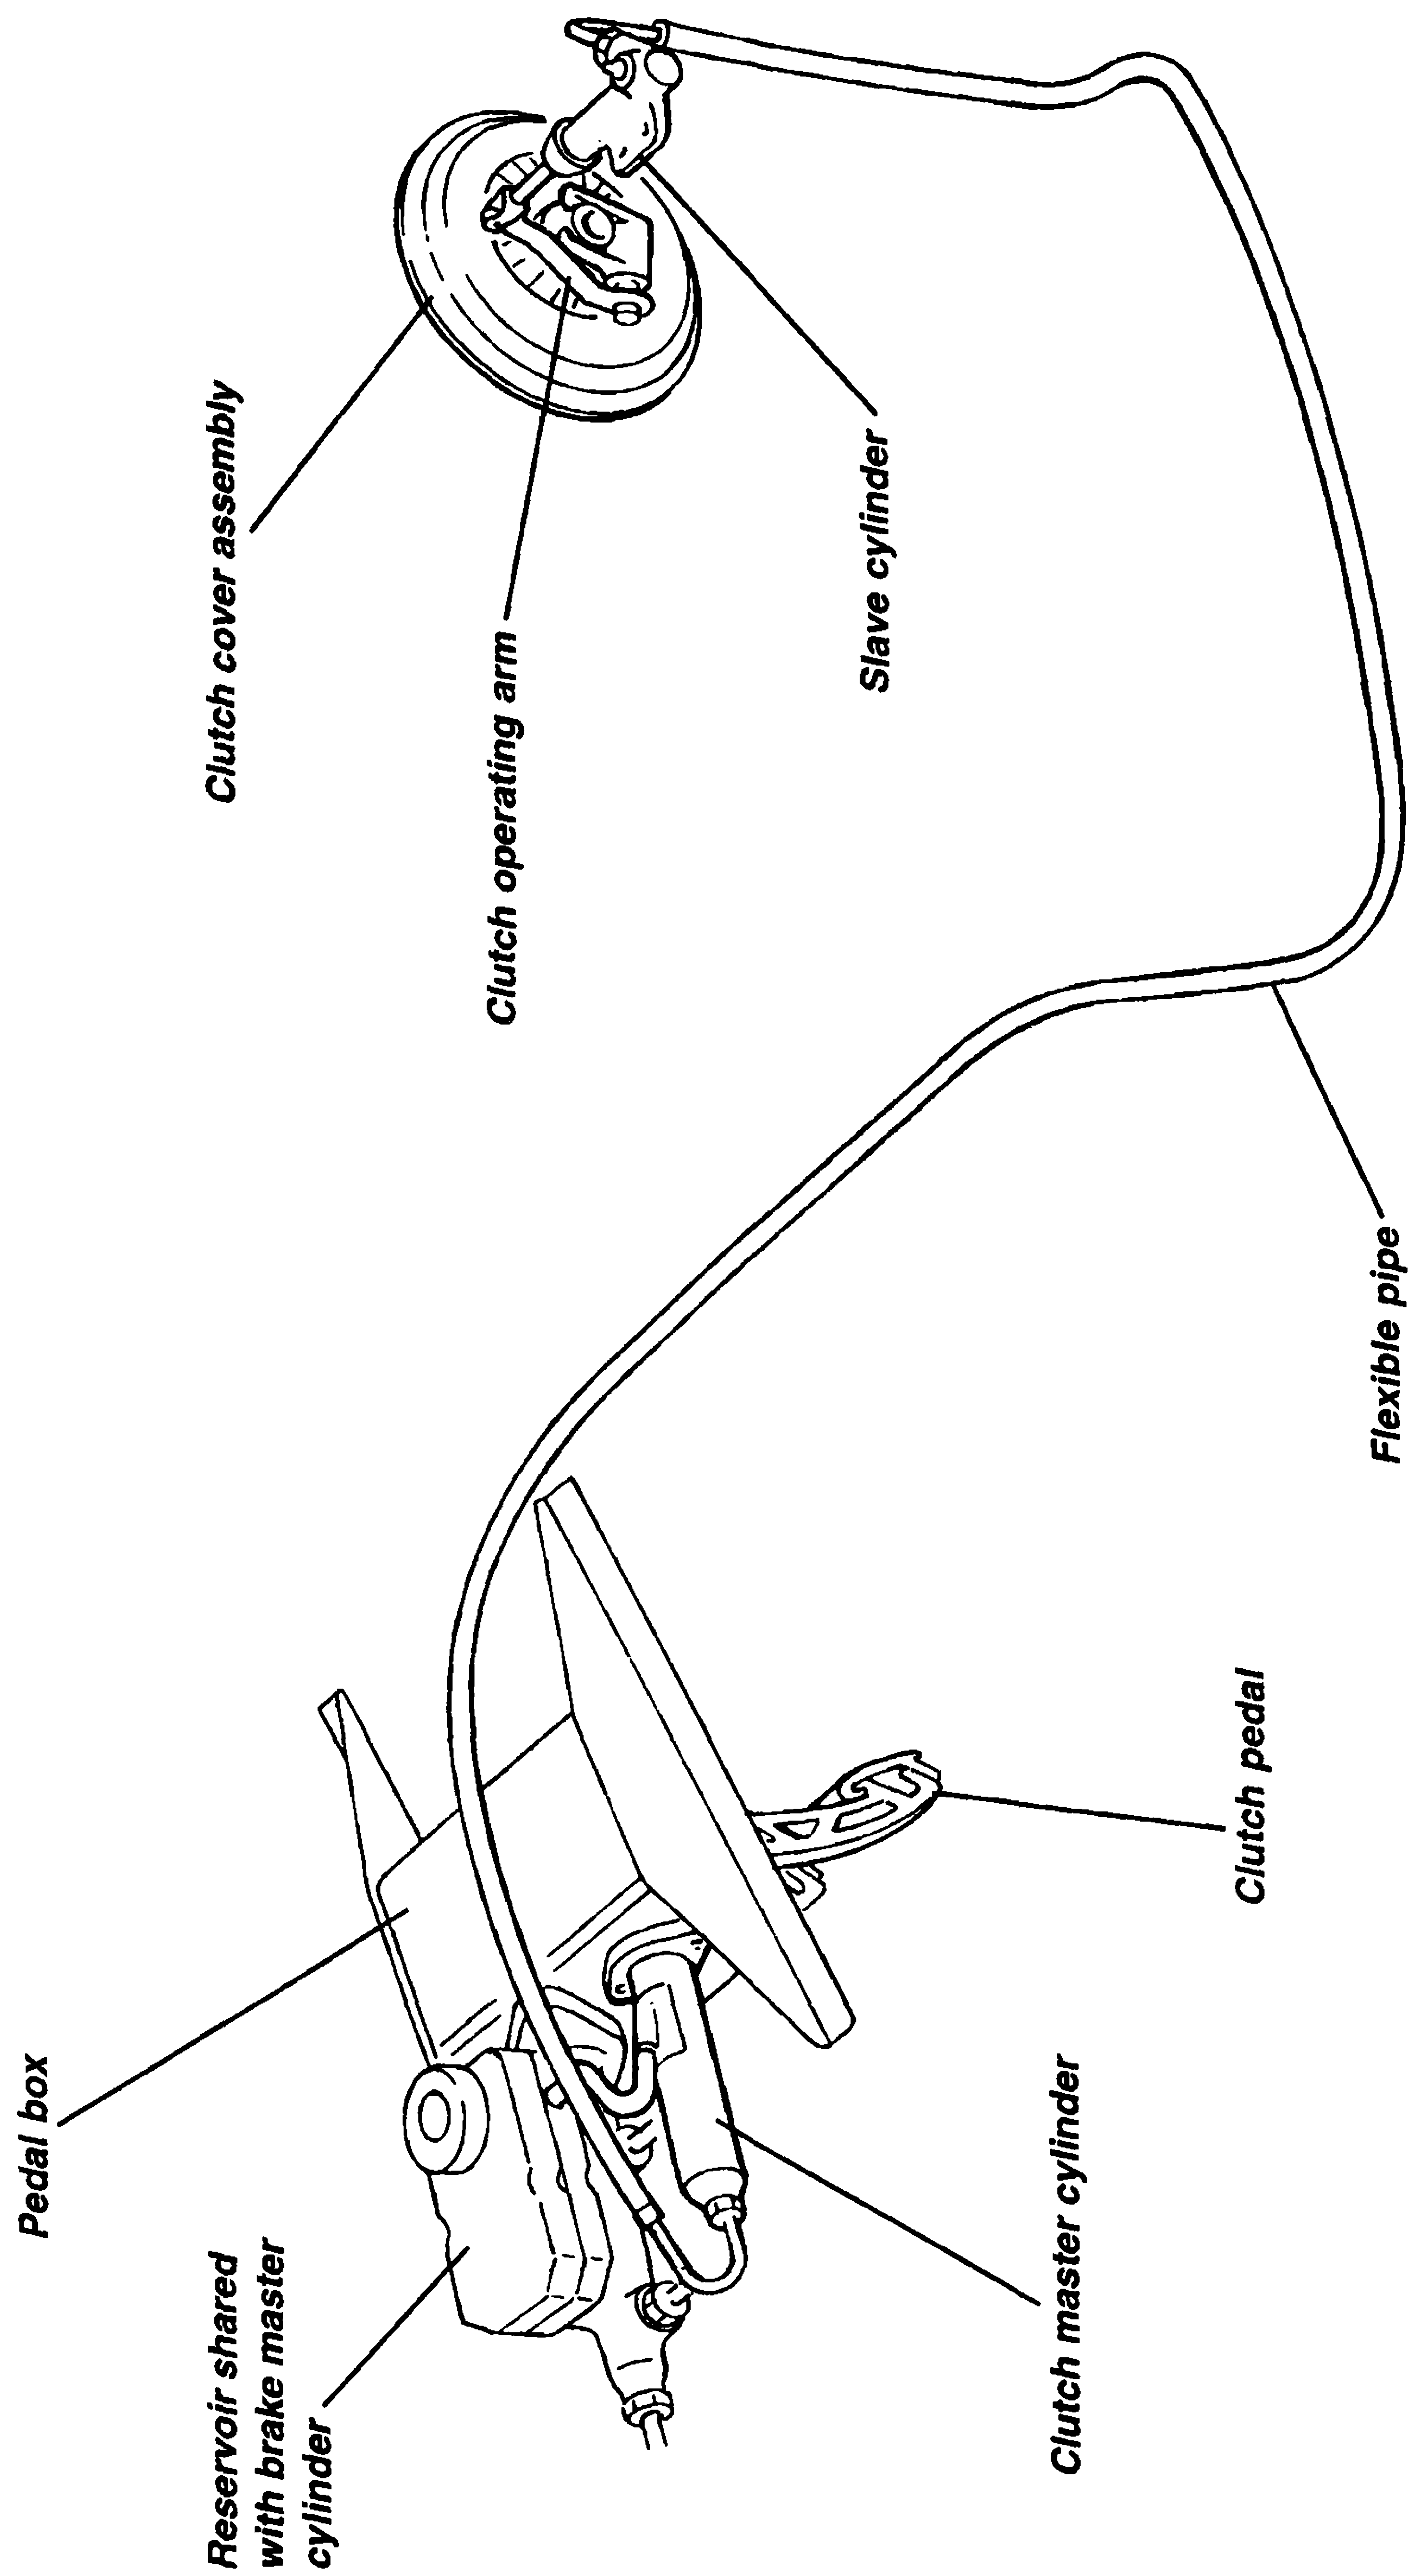 Pedal box
Reservoir shared
with brake master
cylinder
Clutch cover assembly
Clutch operating arm
Slave cylinder
Clutch master cylinder
Clutch pedal
Flexible pipe